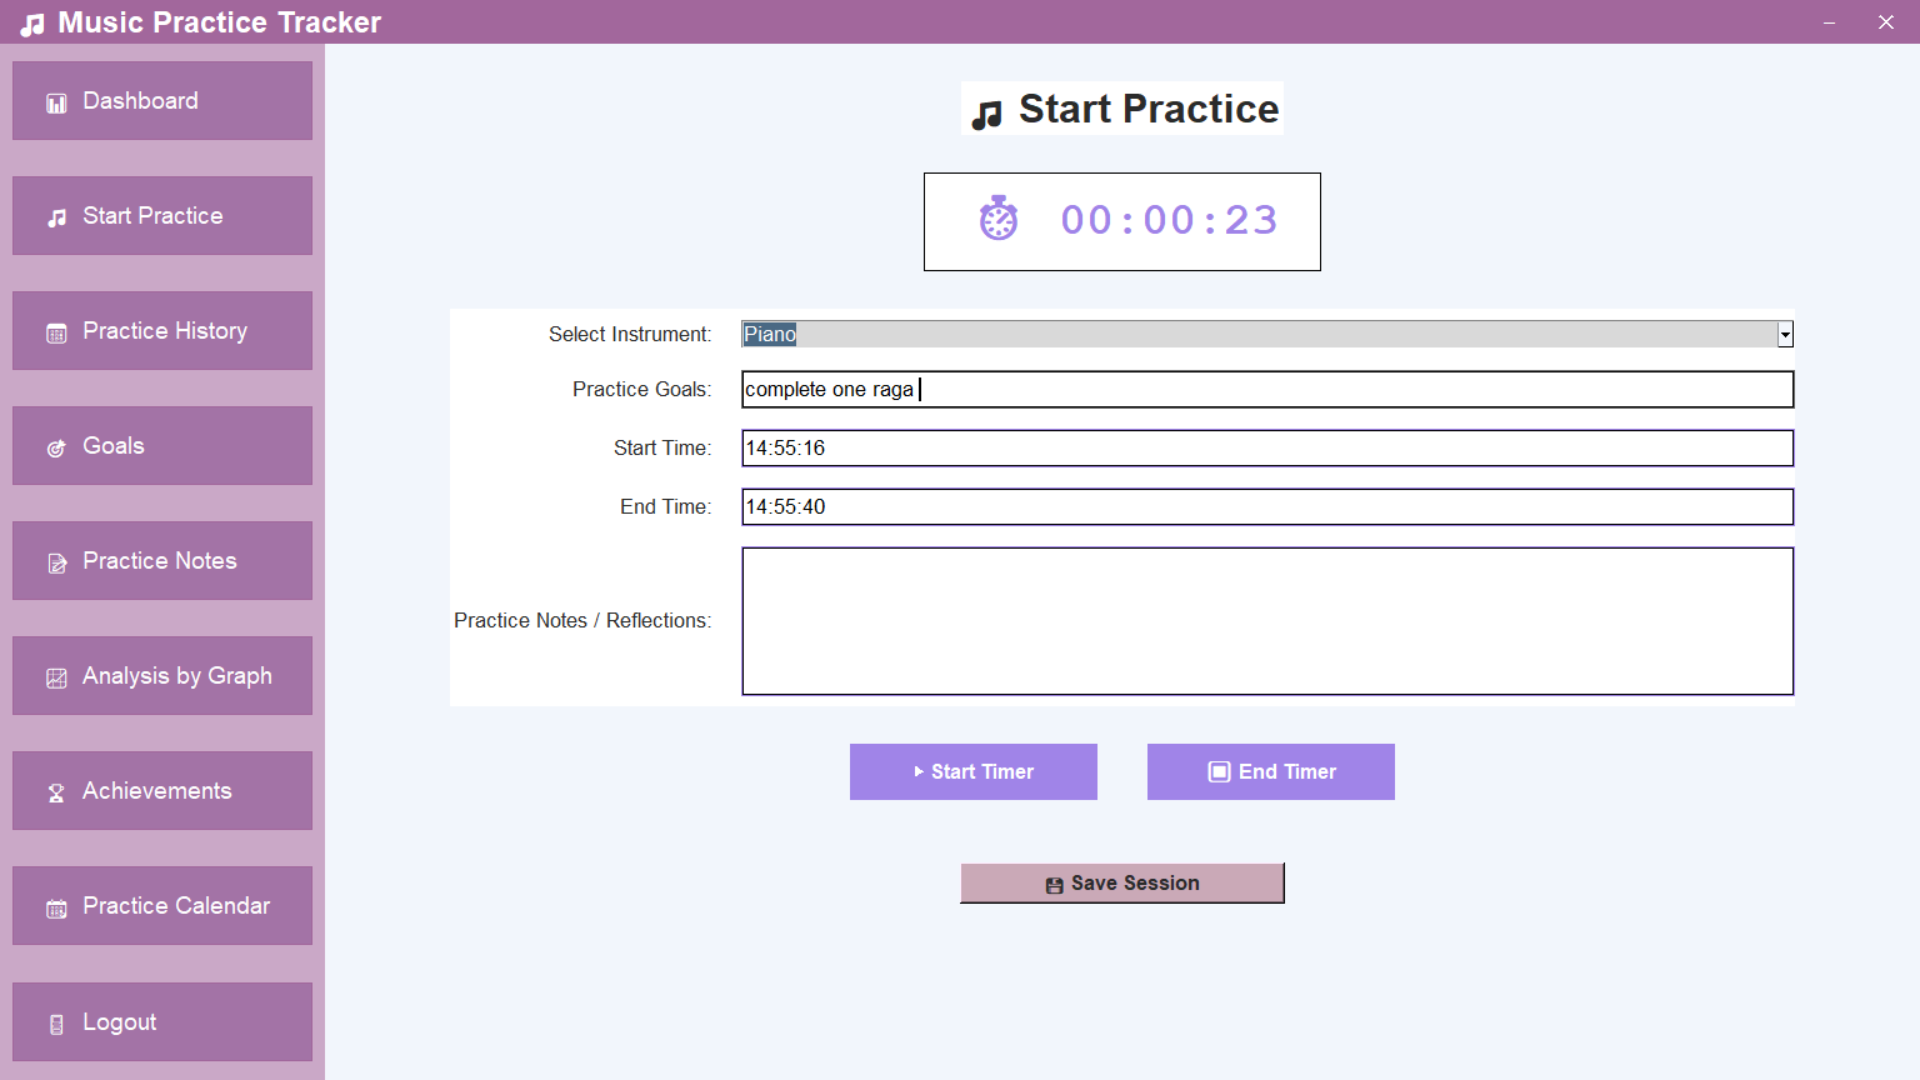 Music Practice Tracker
Dashboard
Start Practice
Practice History
Goals
Practice Notes
Analysis by Graph
Achievements
Practice Calendar
Logout
Start Practice
00:00:23
Select Instrument: Piano
Practice Goals: complete one raga
Start Time: 14:55:16
End Time: 14:55:40
Practice Notes / Reflections:
Start Timer
End Timer
Save Session